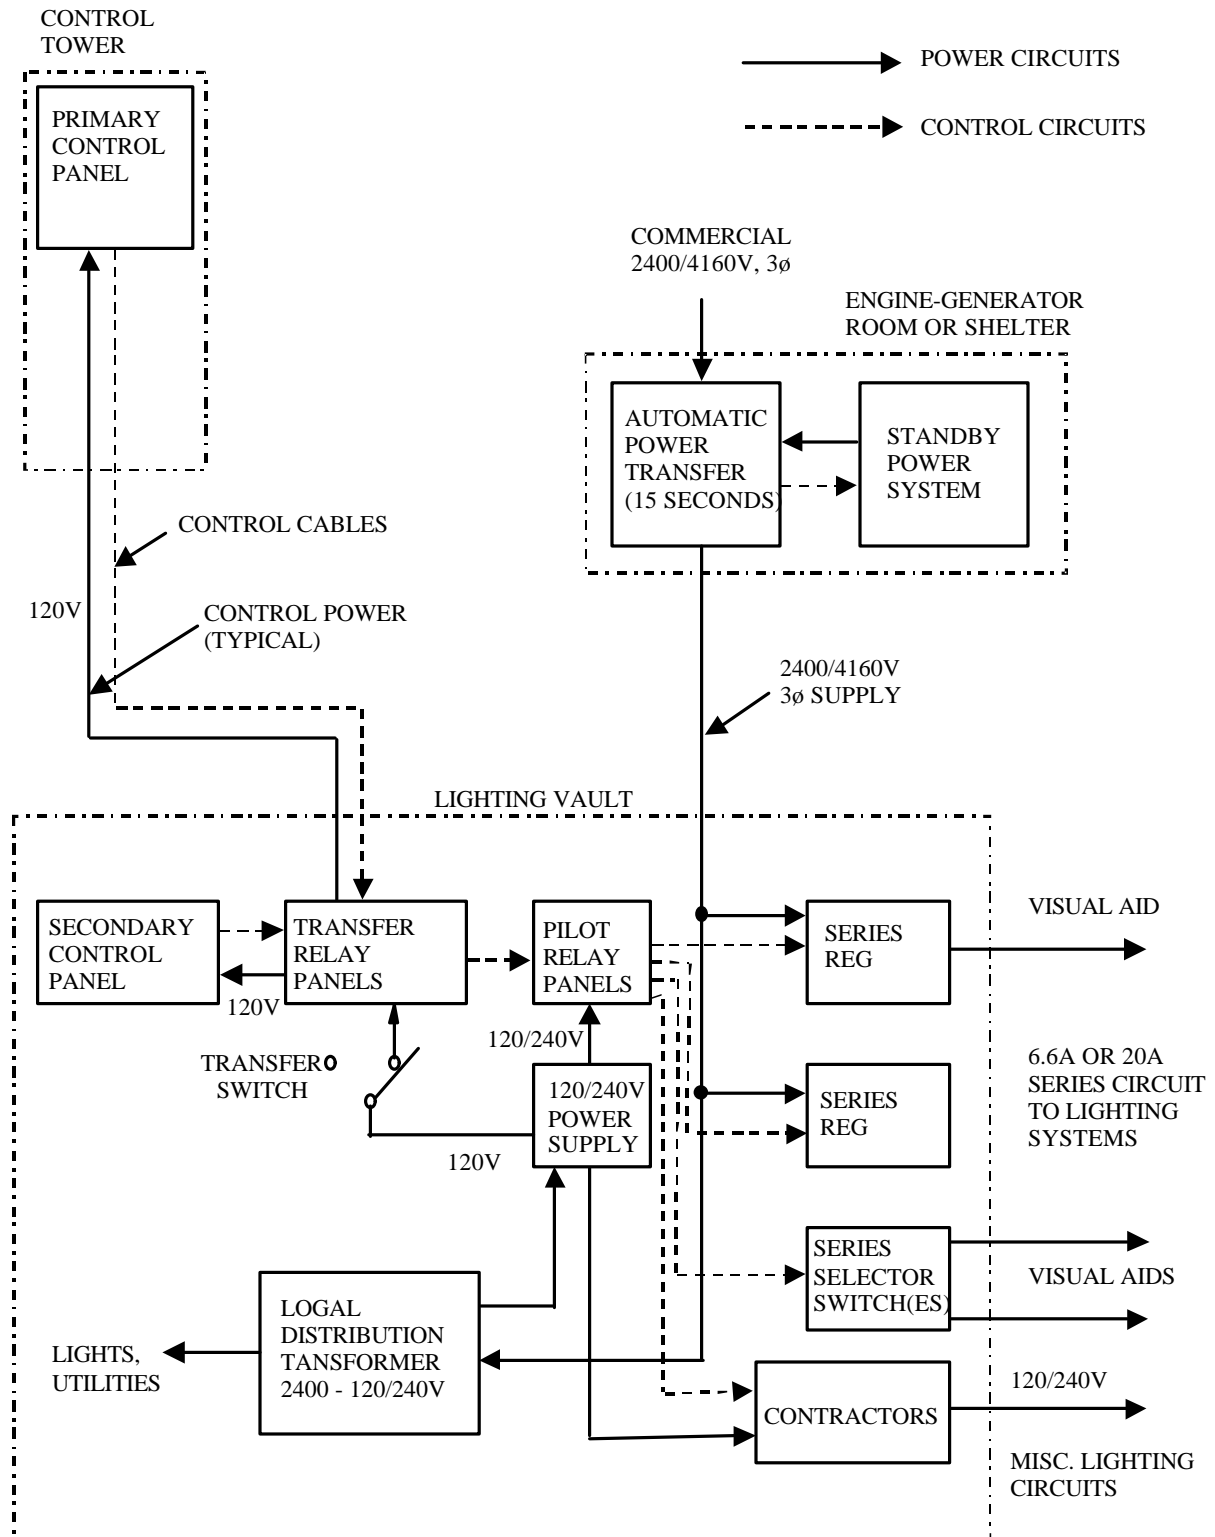 CONTROL
TOWER
POWER CIRCUITS
CONTROL CIRCUITS
PRIMARY
CONTROL
PANEL
COMMERCIAL
2400/4160V, 3ø
ENGINE-GENERATOR
ROOM OR SHELTER
AUTOMATIC
POWER
TRANSFER
(15 SECONDS)
STANDBY
POWER
SYSTEM
CONTROL CABLES
120V
CONTROL POWER
(TYPICAL)
2400/4160V
3ø SUPPLY
LIGHTING VAULT
SECONDARY
CONTROL
PANEL
TRANSFER
RELAY
PANELS
PILOT
RELAY
PANELS
SERIES
REG
VISUAL AID
120V
120/240V
TRANSFER
SWITCH
120/240V
POWER
SUPPLY
120V
SERIES
REG
6.6A OR 20A
SERIES CIRCUIT
TO LIGHTING
SYSTEMS
SERIES
SELECTOR
SWITCH(ES)
VISUAL AIDS
LOGAL
DISTRIBUTION
TANSFORMER
2400 - 120/240V
LIGHTS,
UTILITIES
CONTRACTORS
120/240V
MISC. LIGHTING
CIRCUITS